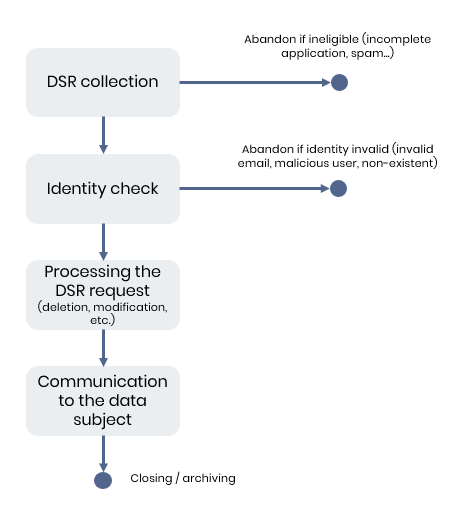 Abandon if ineligible (incomplete
application, spam...)
DSR collection
Abandon if identity invalid (invalid
email, malicious user, non-existent)
Identity check
Processing the
DSR request
(deletion, modification,
etc.)
Communication
to the data
subject
Closing / archiving